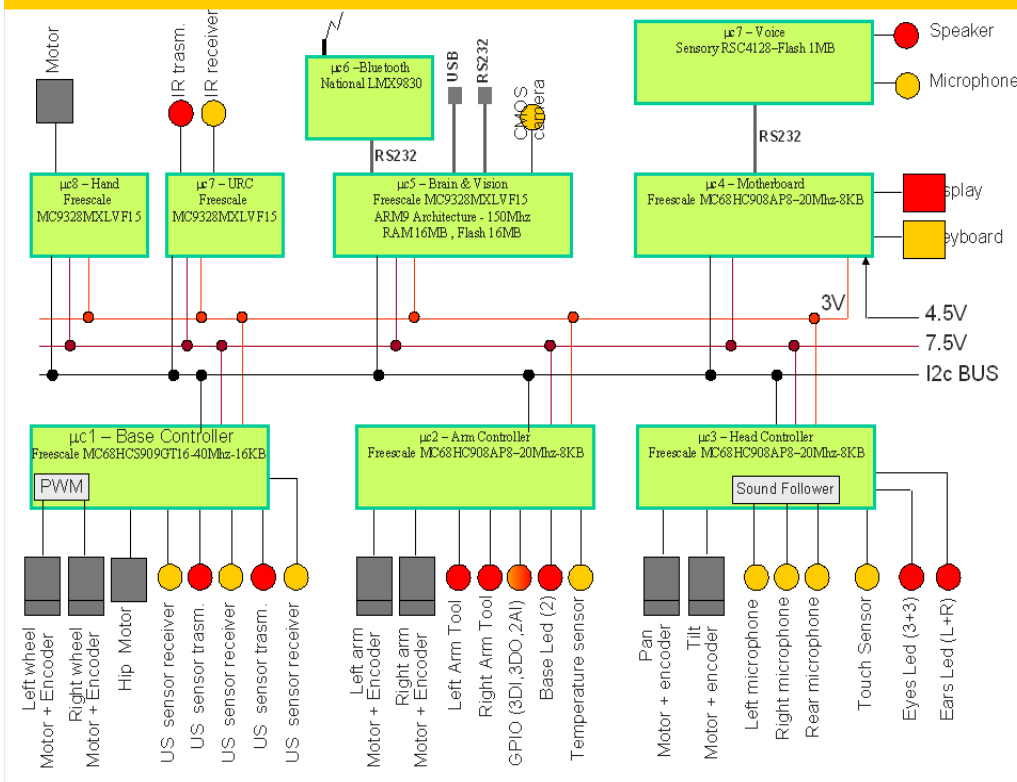 Motor
IR trasm.
IR receiver
µc6 –Bluetooth
National LMX9830
USB
RS232
CMOS
camera
µc7 – Voice
Sensory RSC4128–Flash 1MB
Speaker
Microphone
RS232
RS232
µc8 – Hand
Freescale
MC9328MXLVF15
µc7 – URC
Freescale
MC9328MXLVF15
µc5 – Brain & Vision
Freescale MC9328MXLVF15
ARM9 Architecture - 150Mhz
RAM 16MB , Flash 16MB
µc4 – Motherboard
Freescale MC68HC908AP8–20Mhz-8KB
splay
eyboard
3V
4.5V
7.5V
I2c BUS
µc1 – Base Controller
Freescale MC68HCS909GT16-40Mhz-16KB
PWM
µc2 – Arm Controller
Freescale MC68HC908AP8–20Mhz-8KB
µc3 – Head Controller
Freescale MC68HC908AP8–20Mhz-8KB
Sound Follower
Left wheel
Motor + Encoder
Right wheel
Motor + Encoder
Hip Motor
US sensor receiver
US sensor trasm.
US sensor receiver
US sensor trasm.
US sensor receiver
Left arm
Motor + Encoder
Right arm
Motor + Encoder
Left Arm Tool
Right Arm Tool
GPIO (3DI,3DO,2AI)
Base Led (2)
Temperature sensor
Pan
Motor + encoder
Tilt
Motor + encoder
Left microphone
Right microphone
Rear microphone
Touch Sensor
Eyes Led (3+3)
Ears Led (L+R)